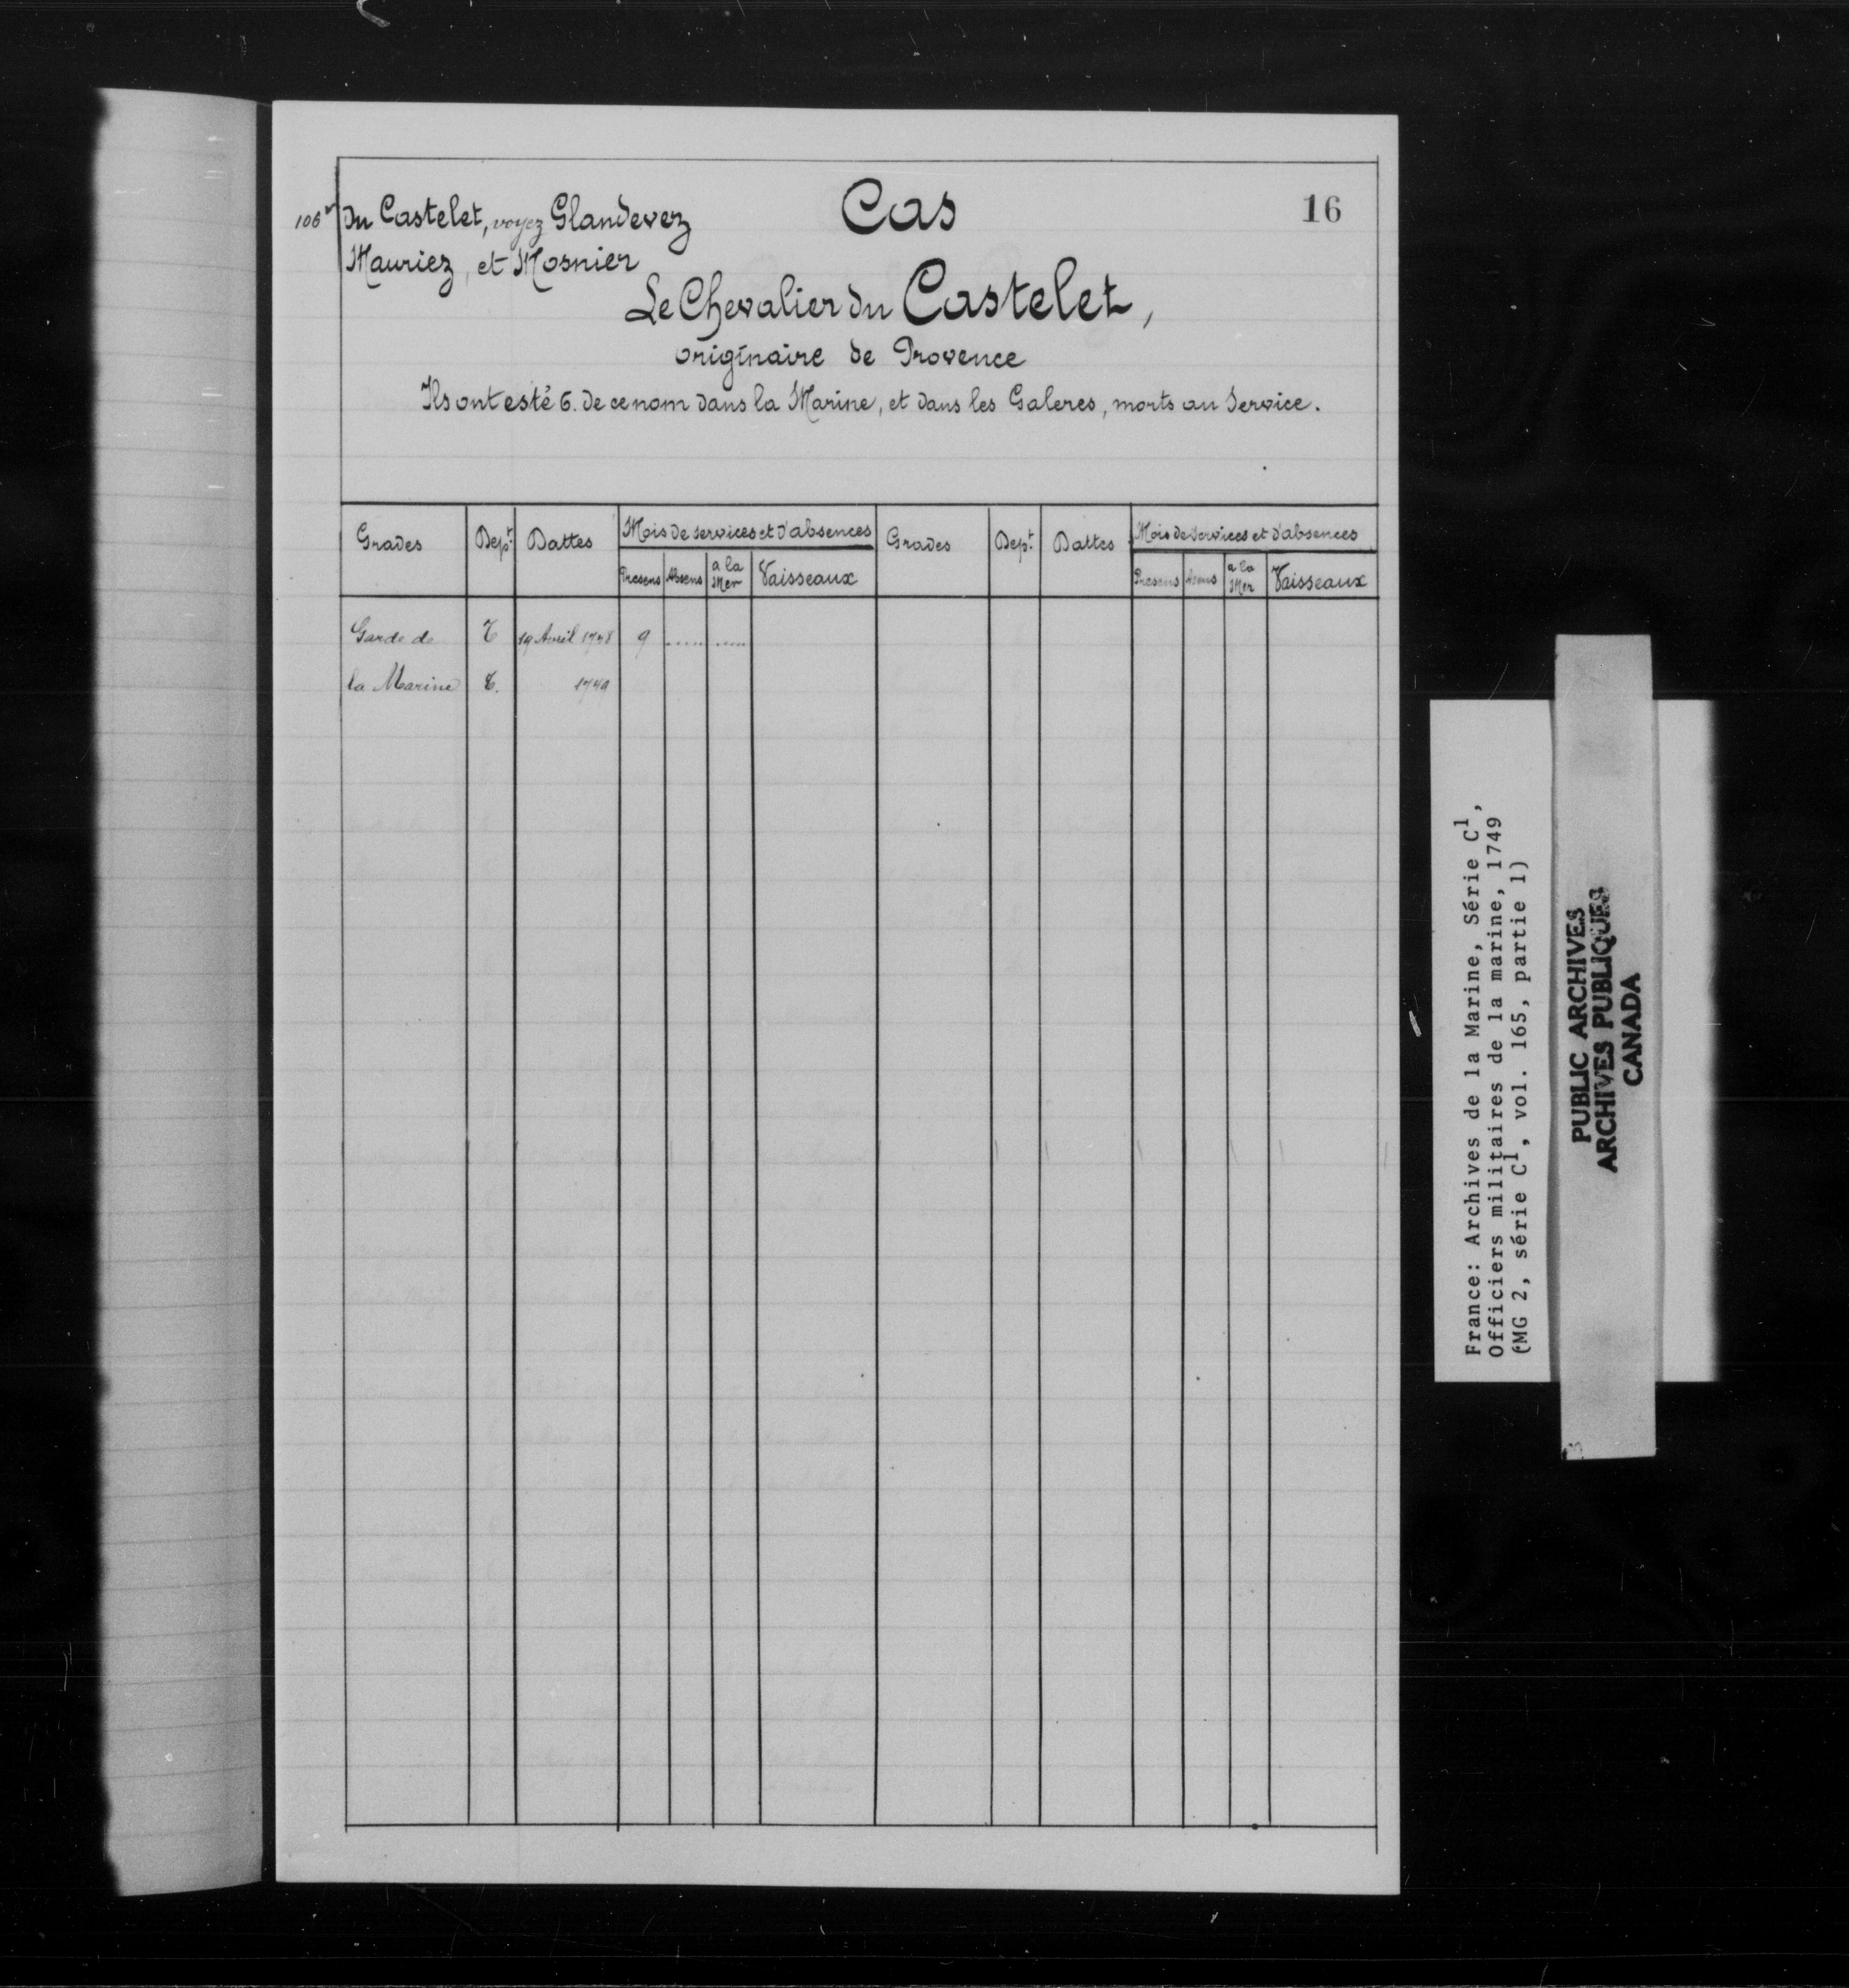 106 vº
Du Castelet, voyez Glandevez
Mauriez, et Mosnier
Cas
16
Le Chevalier du Castelet,
originaire de Provence
Ils ont esté 6. de ce nom dans la Marine, et dans les Galeres, morts au Service.
Grades Dept. Dattes Mois de services et d'absences Grades Dept. Dattes Mois de services et d'absences
Presens Absens a la Mer Vaisseaux Presens Absens a la Mer Vaisseaux
Garde de T 19 Avril 1748 9 ...... ......
la Marine T. 1749
France: Archives de la Marine, Série C1,
Officiers militaires de la marine, 1749
(MG 2, série C1, vol. 165, partie 1)
PUBLIC ARCHIVES
ARCHIVES PUBLIQUES
CANADA